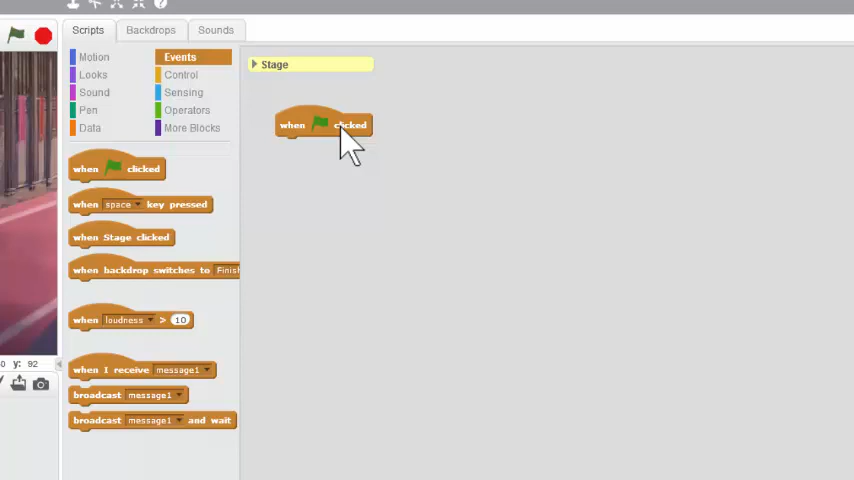 Scripts Backdrops Sounds
Motion Events
Looks Control
Sound Sensing
Pen Operators
Data More Blocks
Stage
when clicked
when clicked
when space key pressed
when Stage clicked
when backdrop switches to Finish
when loudness > 10
when I receive message1
broadcast message1
broadcast message1 and wait
y: 92